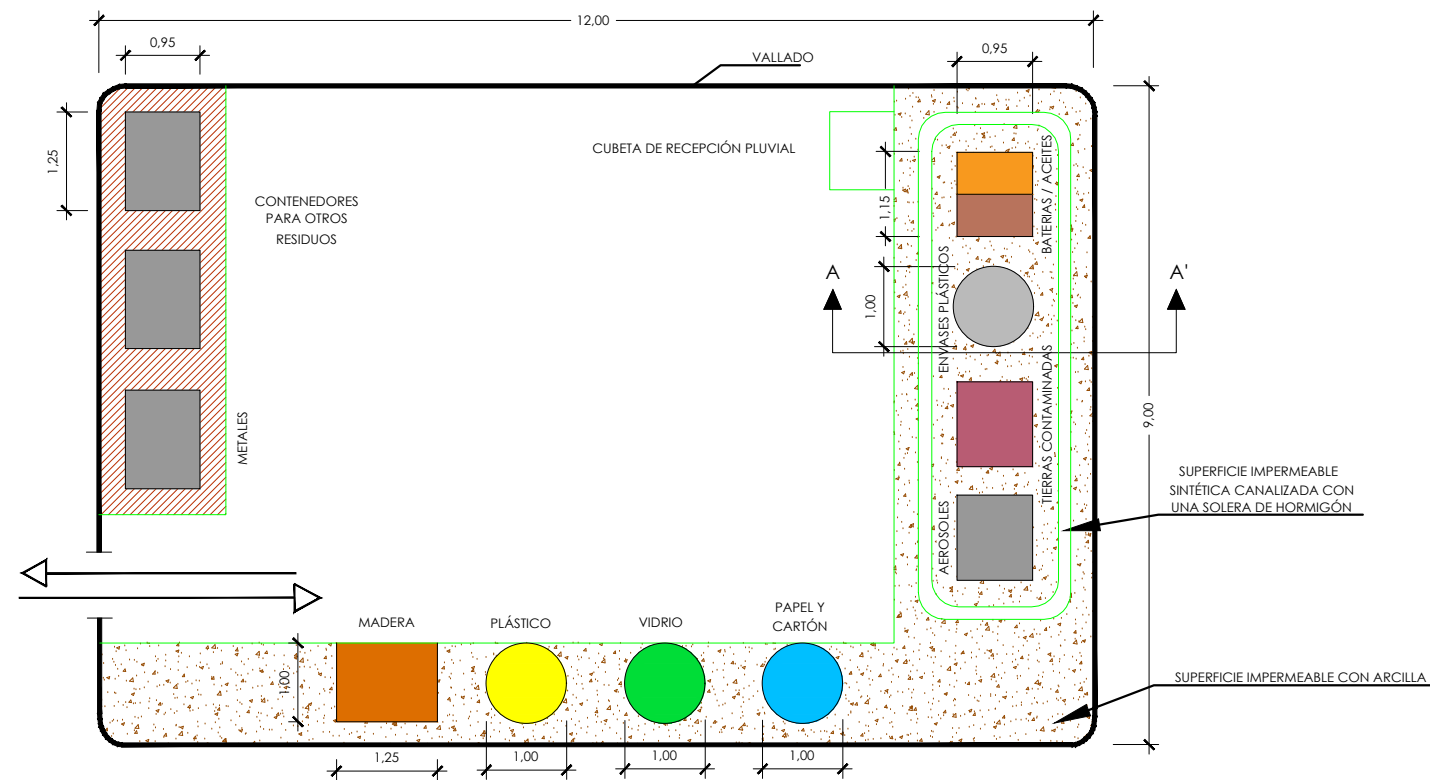 12,00
0,95
0,95
VALLADO
1,25
CUBETA DE RECEPCIÓN PLUVIAL
CONTENEDORES
PARA OTROS
RESIDUOS
1,15
BATERIAS / ACEITES
ENVASES PLÁSTICOS
A
A'
1,00
TIERRAS CONTAMINADAS
9,00
METALES
AEROSOLES
SUPERFICIE IMPERMEABLE
SINTÉTICA CANALIZADA CON
UNA SOLERA DE HORMIGÓN
MADERA
PLÁSTICO
VIDRIO
PAPEL Y
CARTÓN
1,00
SUPERFICIE IMPERMEABLE CON ARCILLA
1,25
1,00
1,00
1,00